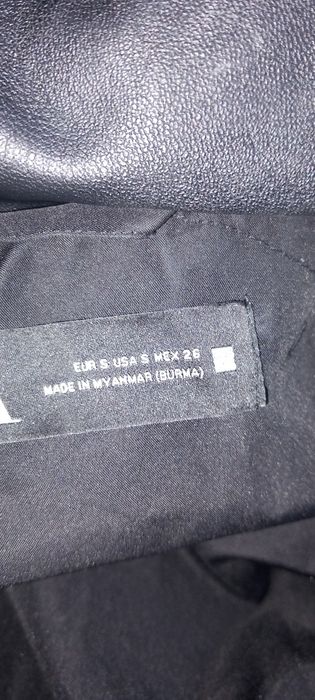 A
EUR S USA S MEX 26
MADE IN MYANMAR (BURMA)